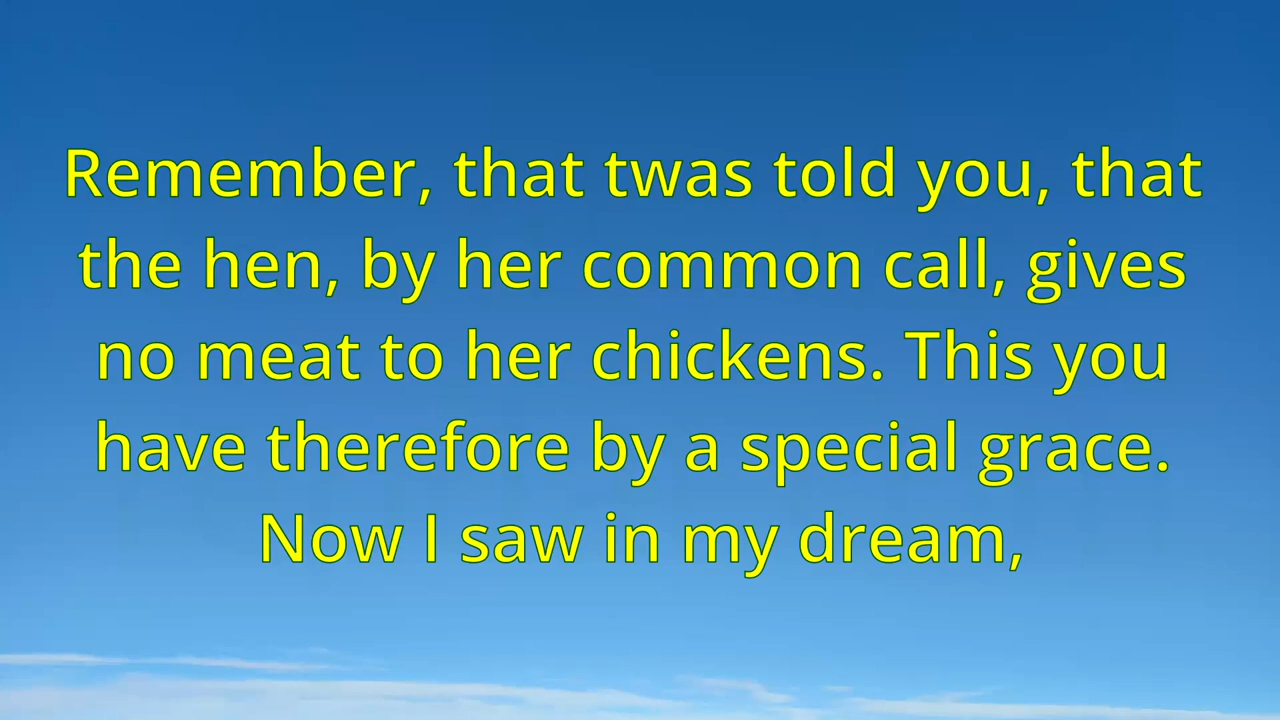 Remember, that twas told you, that
the hen, by her common call, gives
no meat to her chickens. This you
have therefore by a special grace.
Now I saw in my dream,